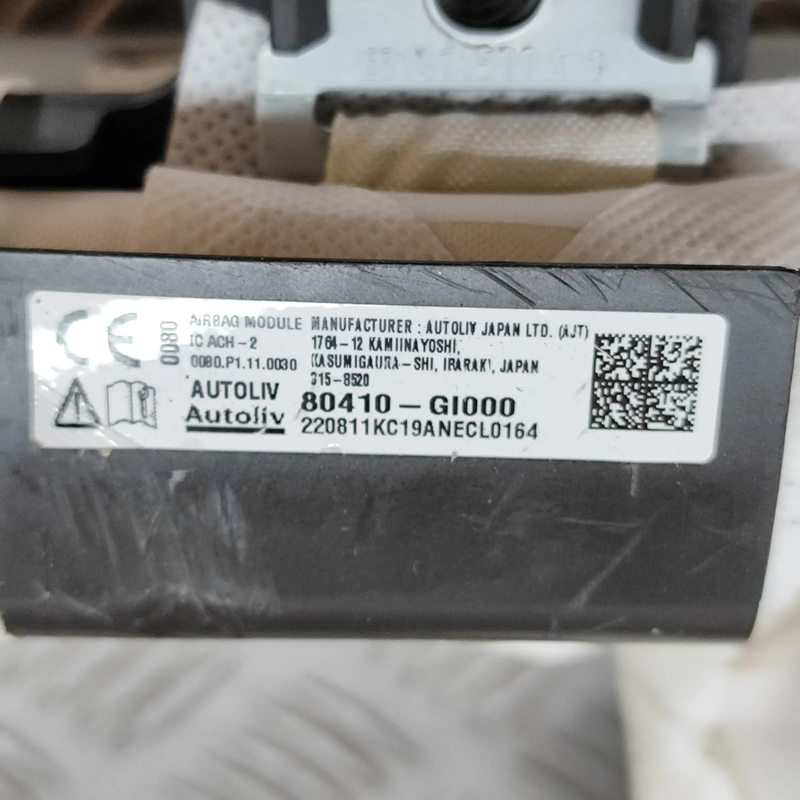 CE 0080
AIRBAG MODULE
IC ACH-2
0080.P1.11.0030
MANUFACTURER : AUTOLIV JAPAN LTD. (AJT)
1764-12 KAMIINAYOSHI,
KASUMIGAURA-SHI, IBARAKI, JAPAN
315-8520
AUTOLIV
Autoliv
80410-GI000
220811KC19ANECL0164